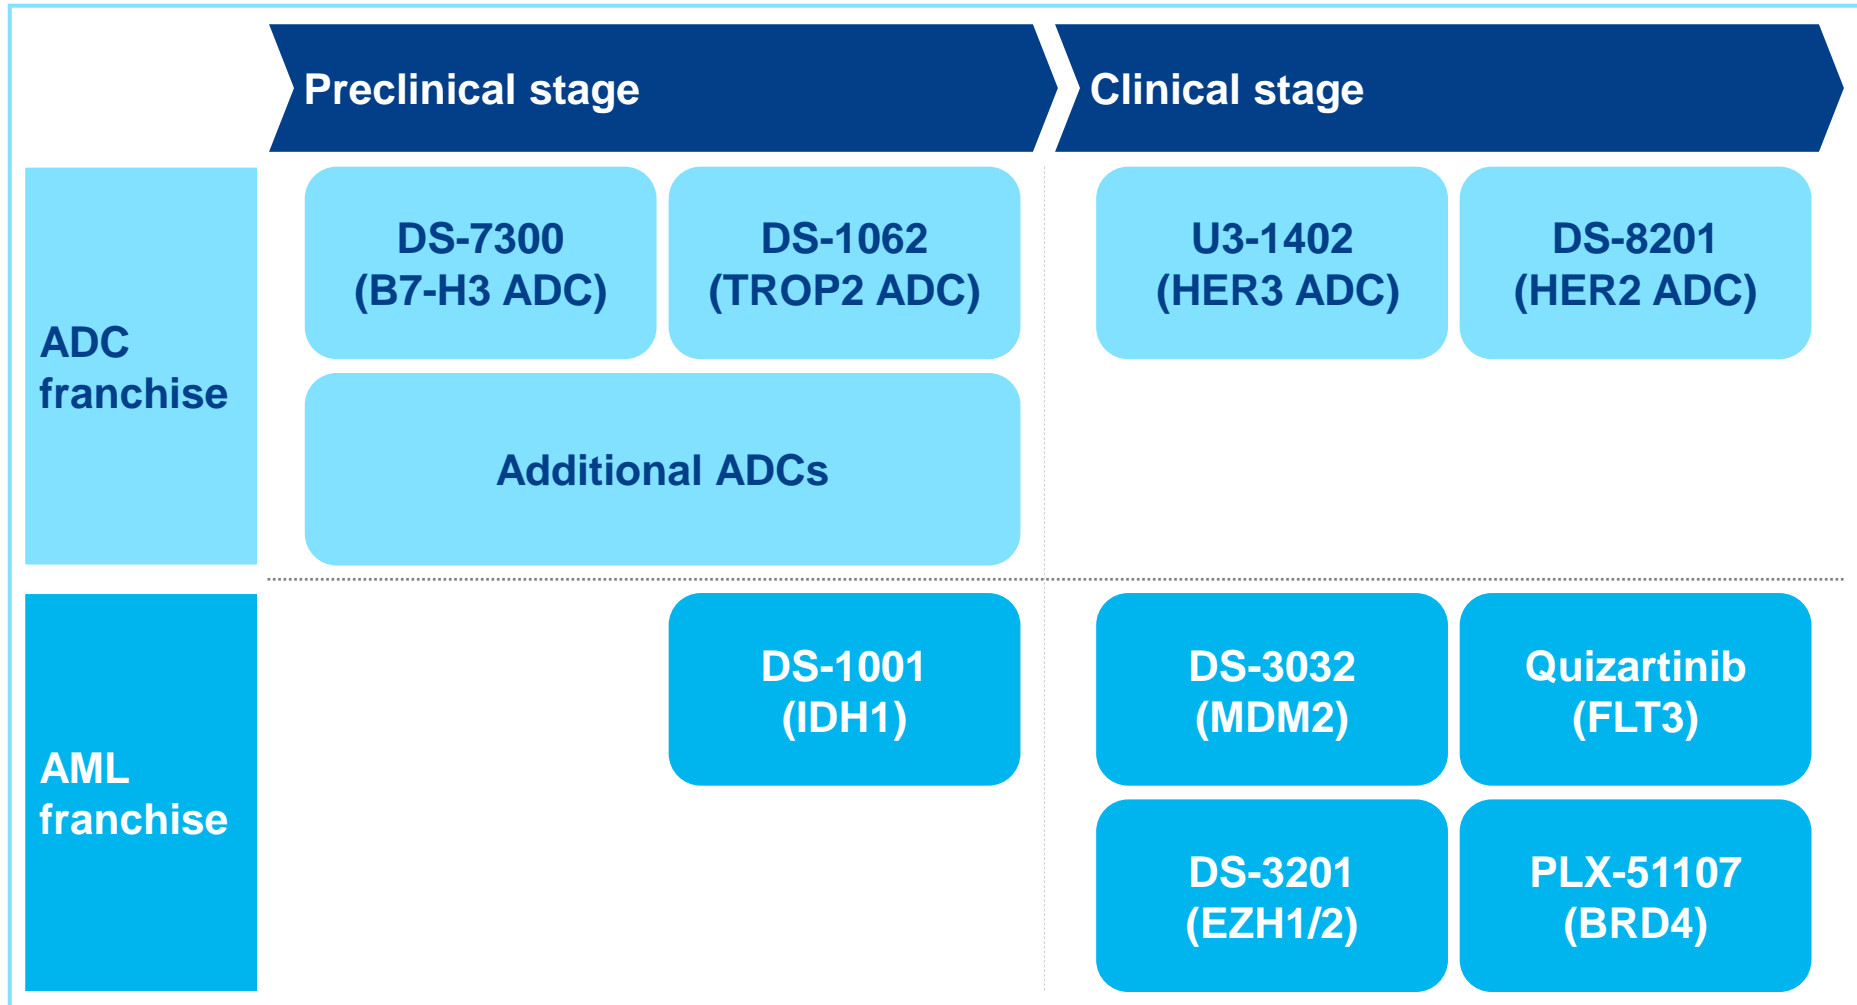 Preclinical stage
Clinical stage
ADC
franchise
DS-7300
(B7-H3 ADC)
DS-1062
(TROP2 ADC)
U3-1402
(HER3 ADC)
DS-8201
(HER2 ADC)
Additional ADCs
AML
franchise
DS-1001
(IDH1)
DS-3032
(MDM2)
Quizartinib
(FLT3)
DS-3201
(EZH1/2)
PLX-51107
(BRD4)